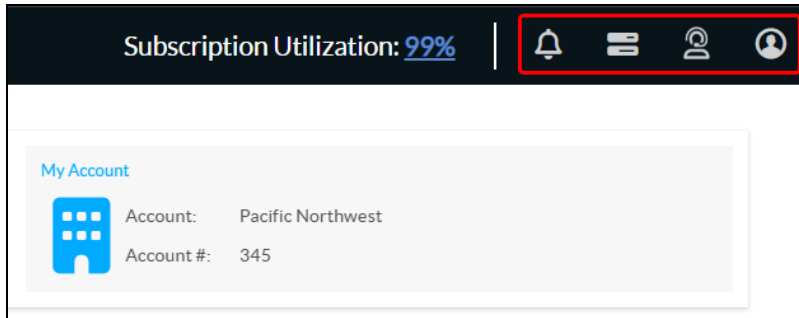 Subscription Utilization: 99%
My Account
Account: Pacific Northwest
Account #: 345